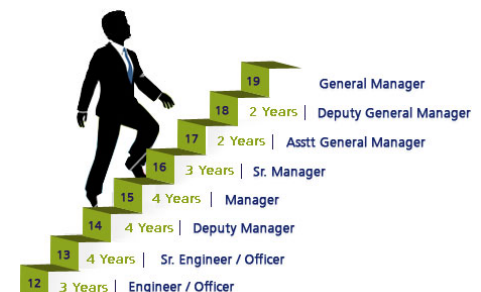 19 General Manager
18 2 Years | Deputy General Manager
17 2 Years | Asstt General Manager
16 3 Years | Sr. Manager
15 4 Years | Manager
14 4 Years | Deputy Manager
13 4 Years | Sr. Engineer / Officer
12 3 Years | Engineer / Officer